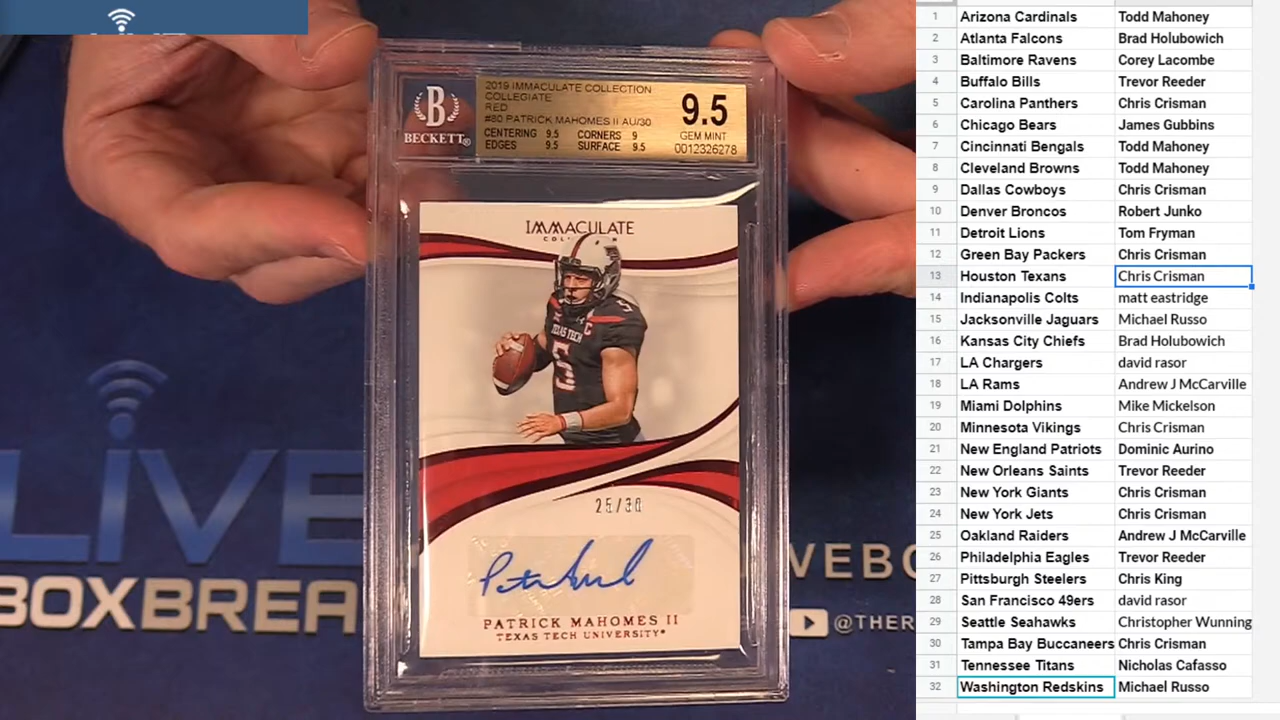 BECKETT®
2019 IMMACULATE COLLECTION
COLLEGIATE
RED
#80 PATRICK MAHOMES II AU/30
CENTERING 9.5 CORNERS 9
EDGES 9.5 SURFACE 9.5
9.5
GEM MINT
0012326278
IMMACULATE
TEXAS TECH
5
C
5
25/30
PATRICK MAHOMES II
TEXAS TECH UNIVERSITY®
LIVE
BOXBREA
WEBO
@THER
1 Arizona Cardinals Todd Mahoney
2 Atlanta Falcons Brad Holubowich
3 Baltimore Ravens Corey Lacombe
4 Buffalo Bills Trevor Reeder
5 Carolina Panthers Chris Crisman
6 Chicago Bears James Gubbins
7 Cincinnati Bengals Todd Mahoney
8 Cleveland Browns Todd Mahoney
9 Dallas Cowboys Chris Crisman
10 Denver Broncos Robert Junko
11 Detroit Lions Tom Fryman
12 Green Bay Packers Chris Crisman
13 Houston Texans Chris Crisman
14 Indianapolis Colts matt eastridge
15 Jacksonville Jaguars Michael Russo
16 Kansas City Chiefs Brad Holubowich
17 LA Chargers david rasor
18 LA Rams Andrew J McCarville
19 Miami Dolphins Mike Mickelson
20 Minnesota Vikings Chris Crisman
21 New England Patriots Dominic Aurino
22 New Orleans Saints Trevor Reeder
23 New York Giants Chris Crisman
24 New York Jets Chris Crisman
25 Oakland Raiders Andrew J McCarville
26 Philadelphia Eagles Trevor Reeder
27 Pittsburgh Steelers Chris King
28 San Francisco 49ers david rasor
29 Seattle Seahawks Christopher Wunning
30 Tampa Bay Buccaneers Chris Crisman
31 Tennessee Titans Nicholas Cafasso
32 Washington Redskins Michael Russo